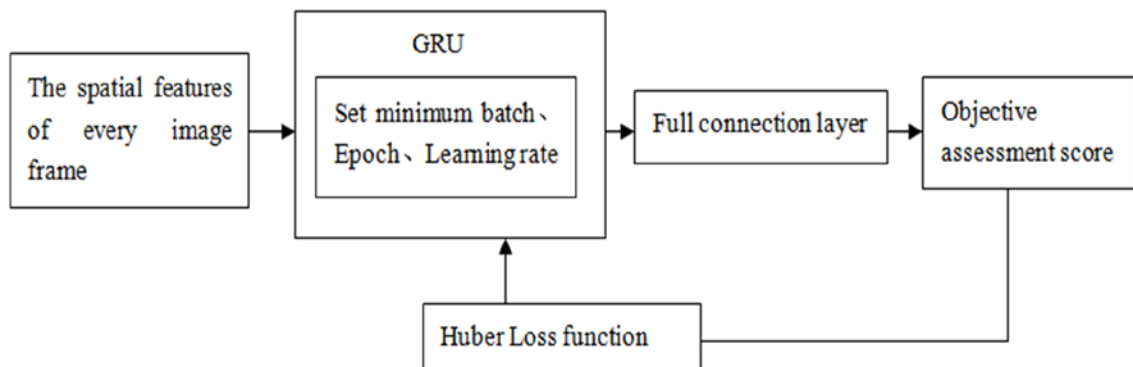 The spatial features
of every image
frame
GRU
Set minimum batch、
Epoch、Learning rate
Full connection layer
Objective
assessment score
Huber Loss function